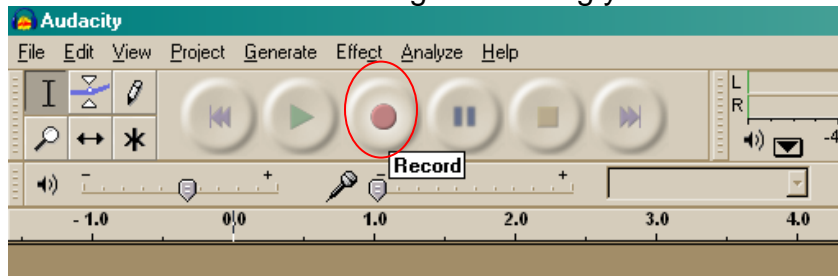 Audacity
File Edit View Project Generate Effect Analyze Help
L
R
-4
Record
- + - +
- 1.0 0.0 1.0 2.0 3.0 4.0